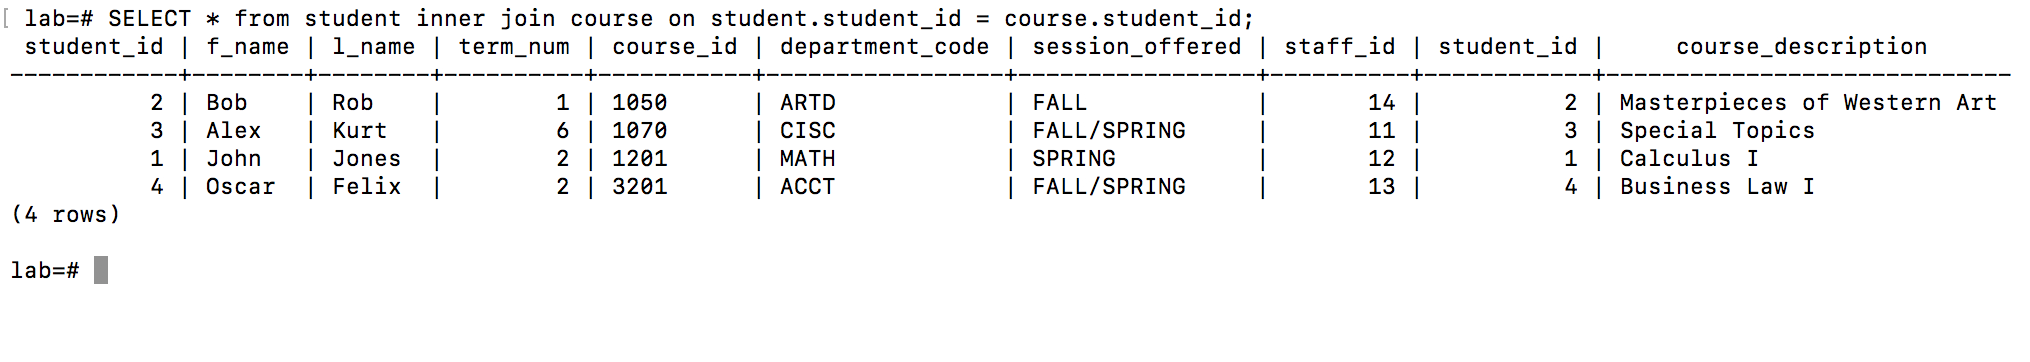 lab=# SELECT * from student inner join course on student.student_id = course.student_id;
 student_id | f_name | l_name | term_num | course_id | department_code | session_offered | staff_id | student_id |     course_description
------------+--------+--------+----------+-----------+-----------------+-----------------+----------+------------+-----------------------------
          2 | Bob    | Rob    |        1 | 1050      | ARTD            | FALL            |       14 |          2 | Masterpieces of Western Art
          3 | Alex   | Kurt   |        6 | 1070      | CISC            | FALL/SPRING     |       11 |          3 | Special Topics
          1 | John   | Jones  |        2 | 1201      | MATH            | SPRING          |       12 |          1 | Calculus I
          4 | Oscar  | Felix  |        2 | 3201      | ACCT            | FALL/SPRING     |       13 |          4 | Business Law I
(4 rows)
lab=#